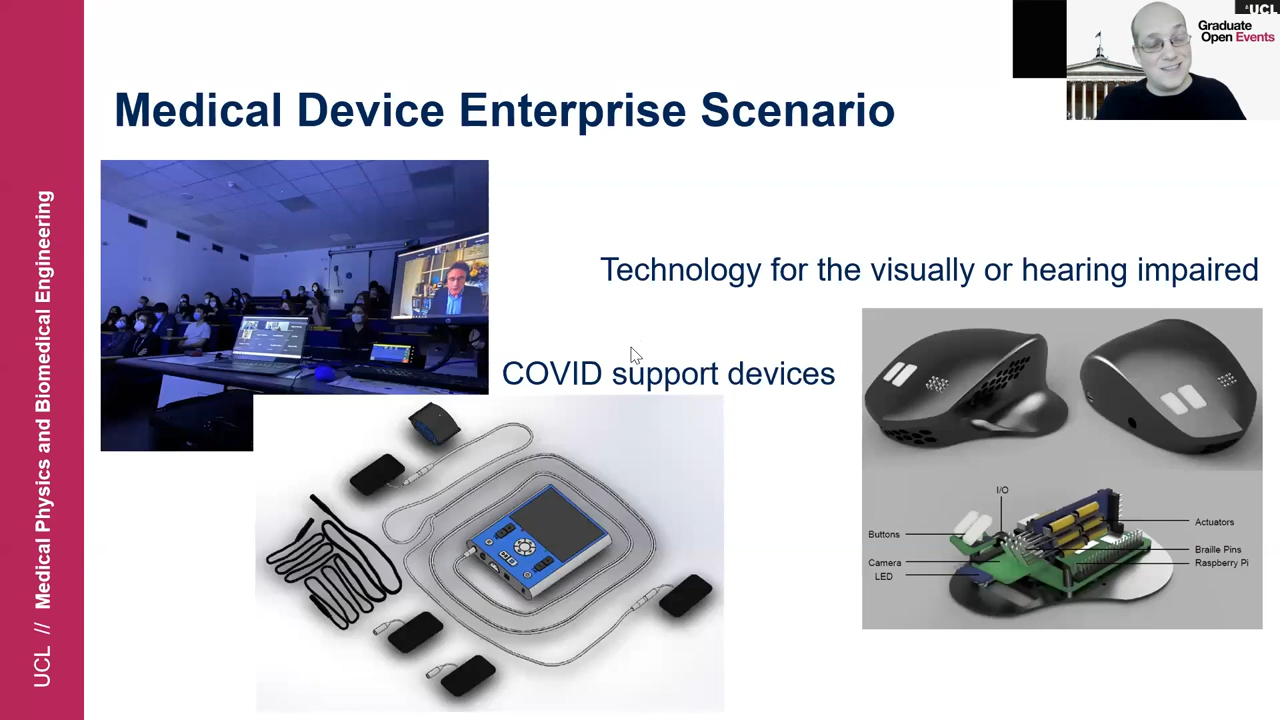 UCL
Graduate
Open Events
Medical Device Enterprise Scenario
Technology for the visually or hearing impaired
COVID support devices
I/O
Buttons
Camera
LED
Actuators
Braille Pins
Raspberry Pi
UCL // Medical Physics and Biomedical Engineering